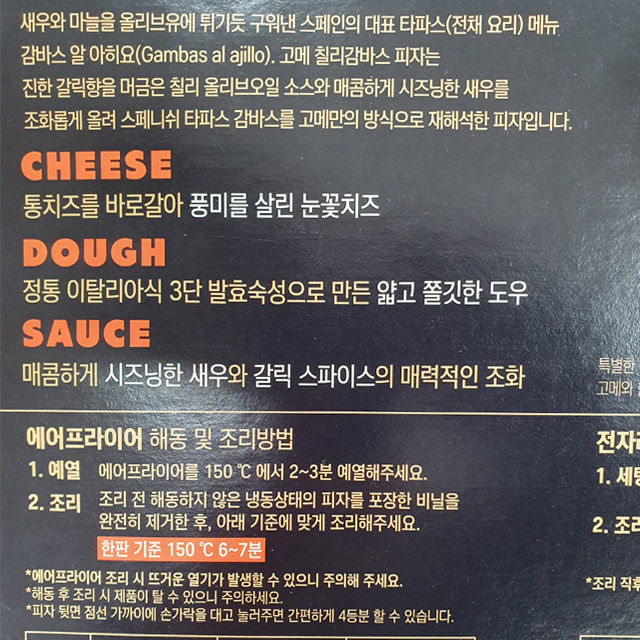 새우와 마늘을 올리브유에 튀기듯 구워낸 스페인의 대표 타파스(전채 요리) 메뉴
감바스 알 아히요(Gambas al ajillo). 고메 칠리감바스 피자는
진한 갈릭향을 머금은 칠리 올리브오일 소스와 매콤하게 시즈닝한 새우를
조화롭게 올려 스페니쉬 타파스 감바스를 고메만의 방식으로 재해석한 피자입니다.
CHEESE
통치즈를 바로갈아 풍미를 살린 눈꽃치즈
DOUGH
정통 이탈리아식 3단 발효숙성으로 만든 얇고 쫄깃한 도우
SAUCE
매콤하게 시즈닝한 새우와 갈릭 스파이스의 매력적인 조화
특별한
고메와
에어프라이어 해동 및 조리방법
1. 예열 에어프라이어를 150 ℃ 에서 2~3분 예열해주세요.
2. 조리 조리 전 해동하지 않은 냉동상태의 피자를 포장한 비닐을
완전히 제거한 후, 아래 기준에 맞게 조리해주세요.
한판 기준 150 ℃ 6~7분
*에어프라이어 조리 시 뜨거운 열기가 발생할 수 있으니 주의해 주세요.
*해동 후 조리 시 제품이 탈 수 있으니 주의하세요.
*피자 뒷면 점선 가까이에 손가락을 대고 눌러주면 간편하게 4등분 할 수 있습니다.
전자
1.
2. 조리
*조리 직후